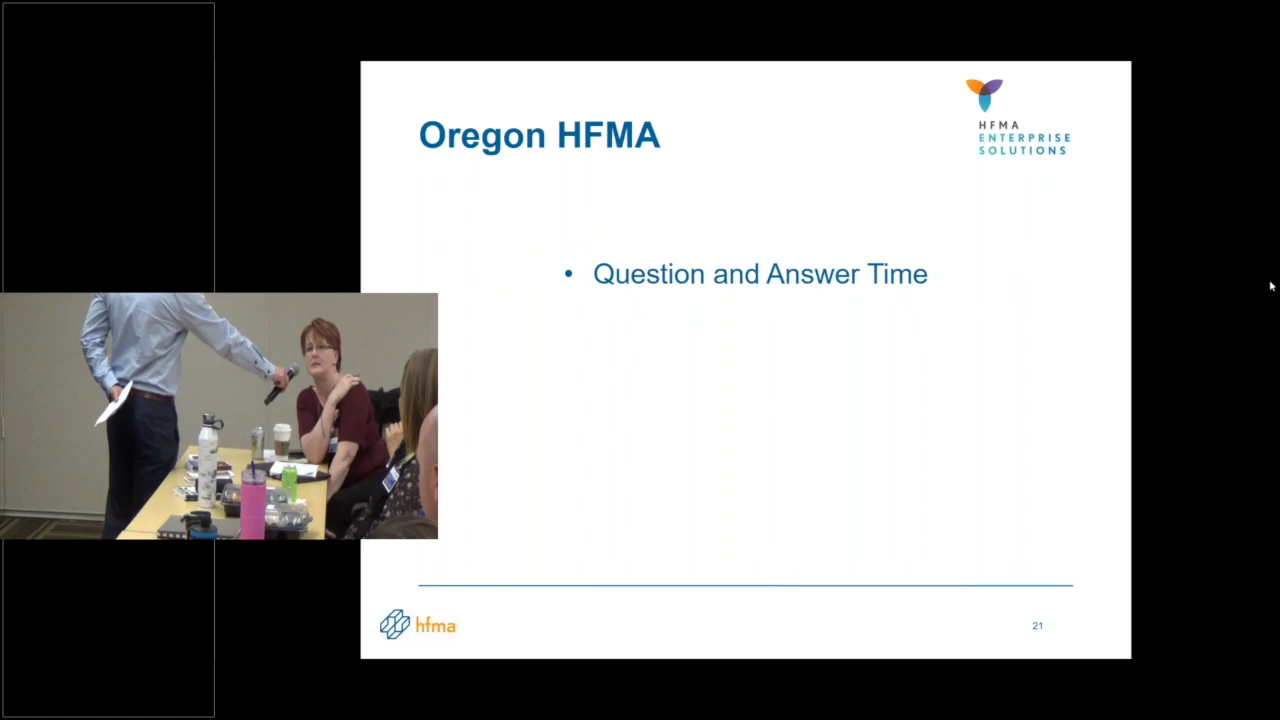 Oregon HFMA
HFMA
ENTERPRISE
SOLUTIONS
• Question and Answer Time
hfma
21